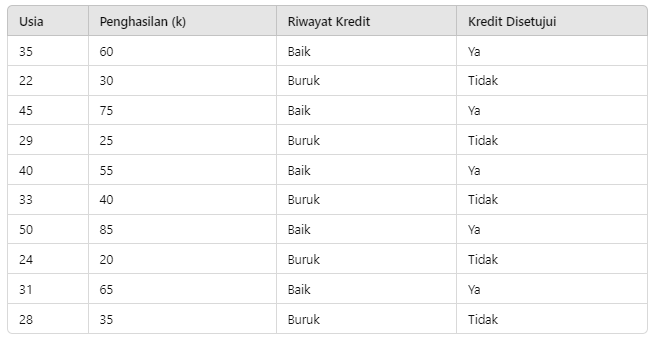 Usia Penghasilan (k) Riwayat Kredit Kredit Disetujui
35 60 Baik Ya
22 30 Buruk Tidak
45 75 Baik Ya
29 25 Buruk Tidak
40 55 Baik Ya
33 40 Buruk Tidak
50 85 Baik Ya
24 20 Buruk Tidak
31 65 Baik Ya
28 35 Buruk Tidak